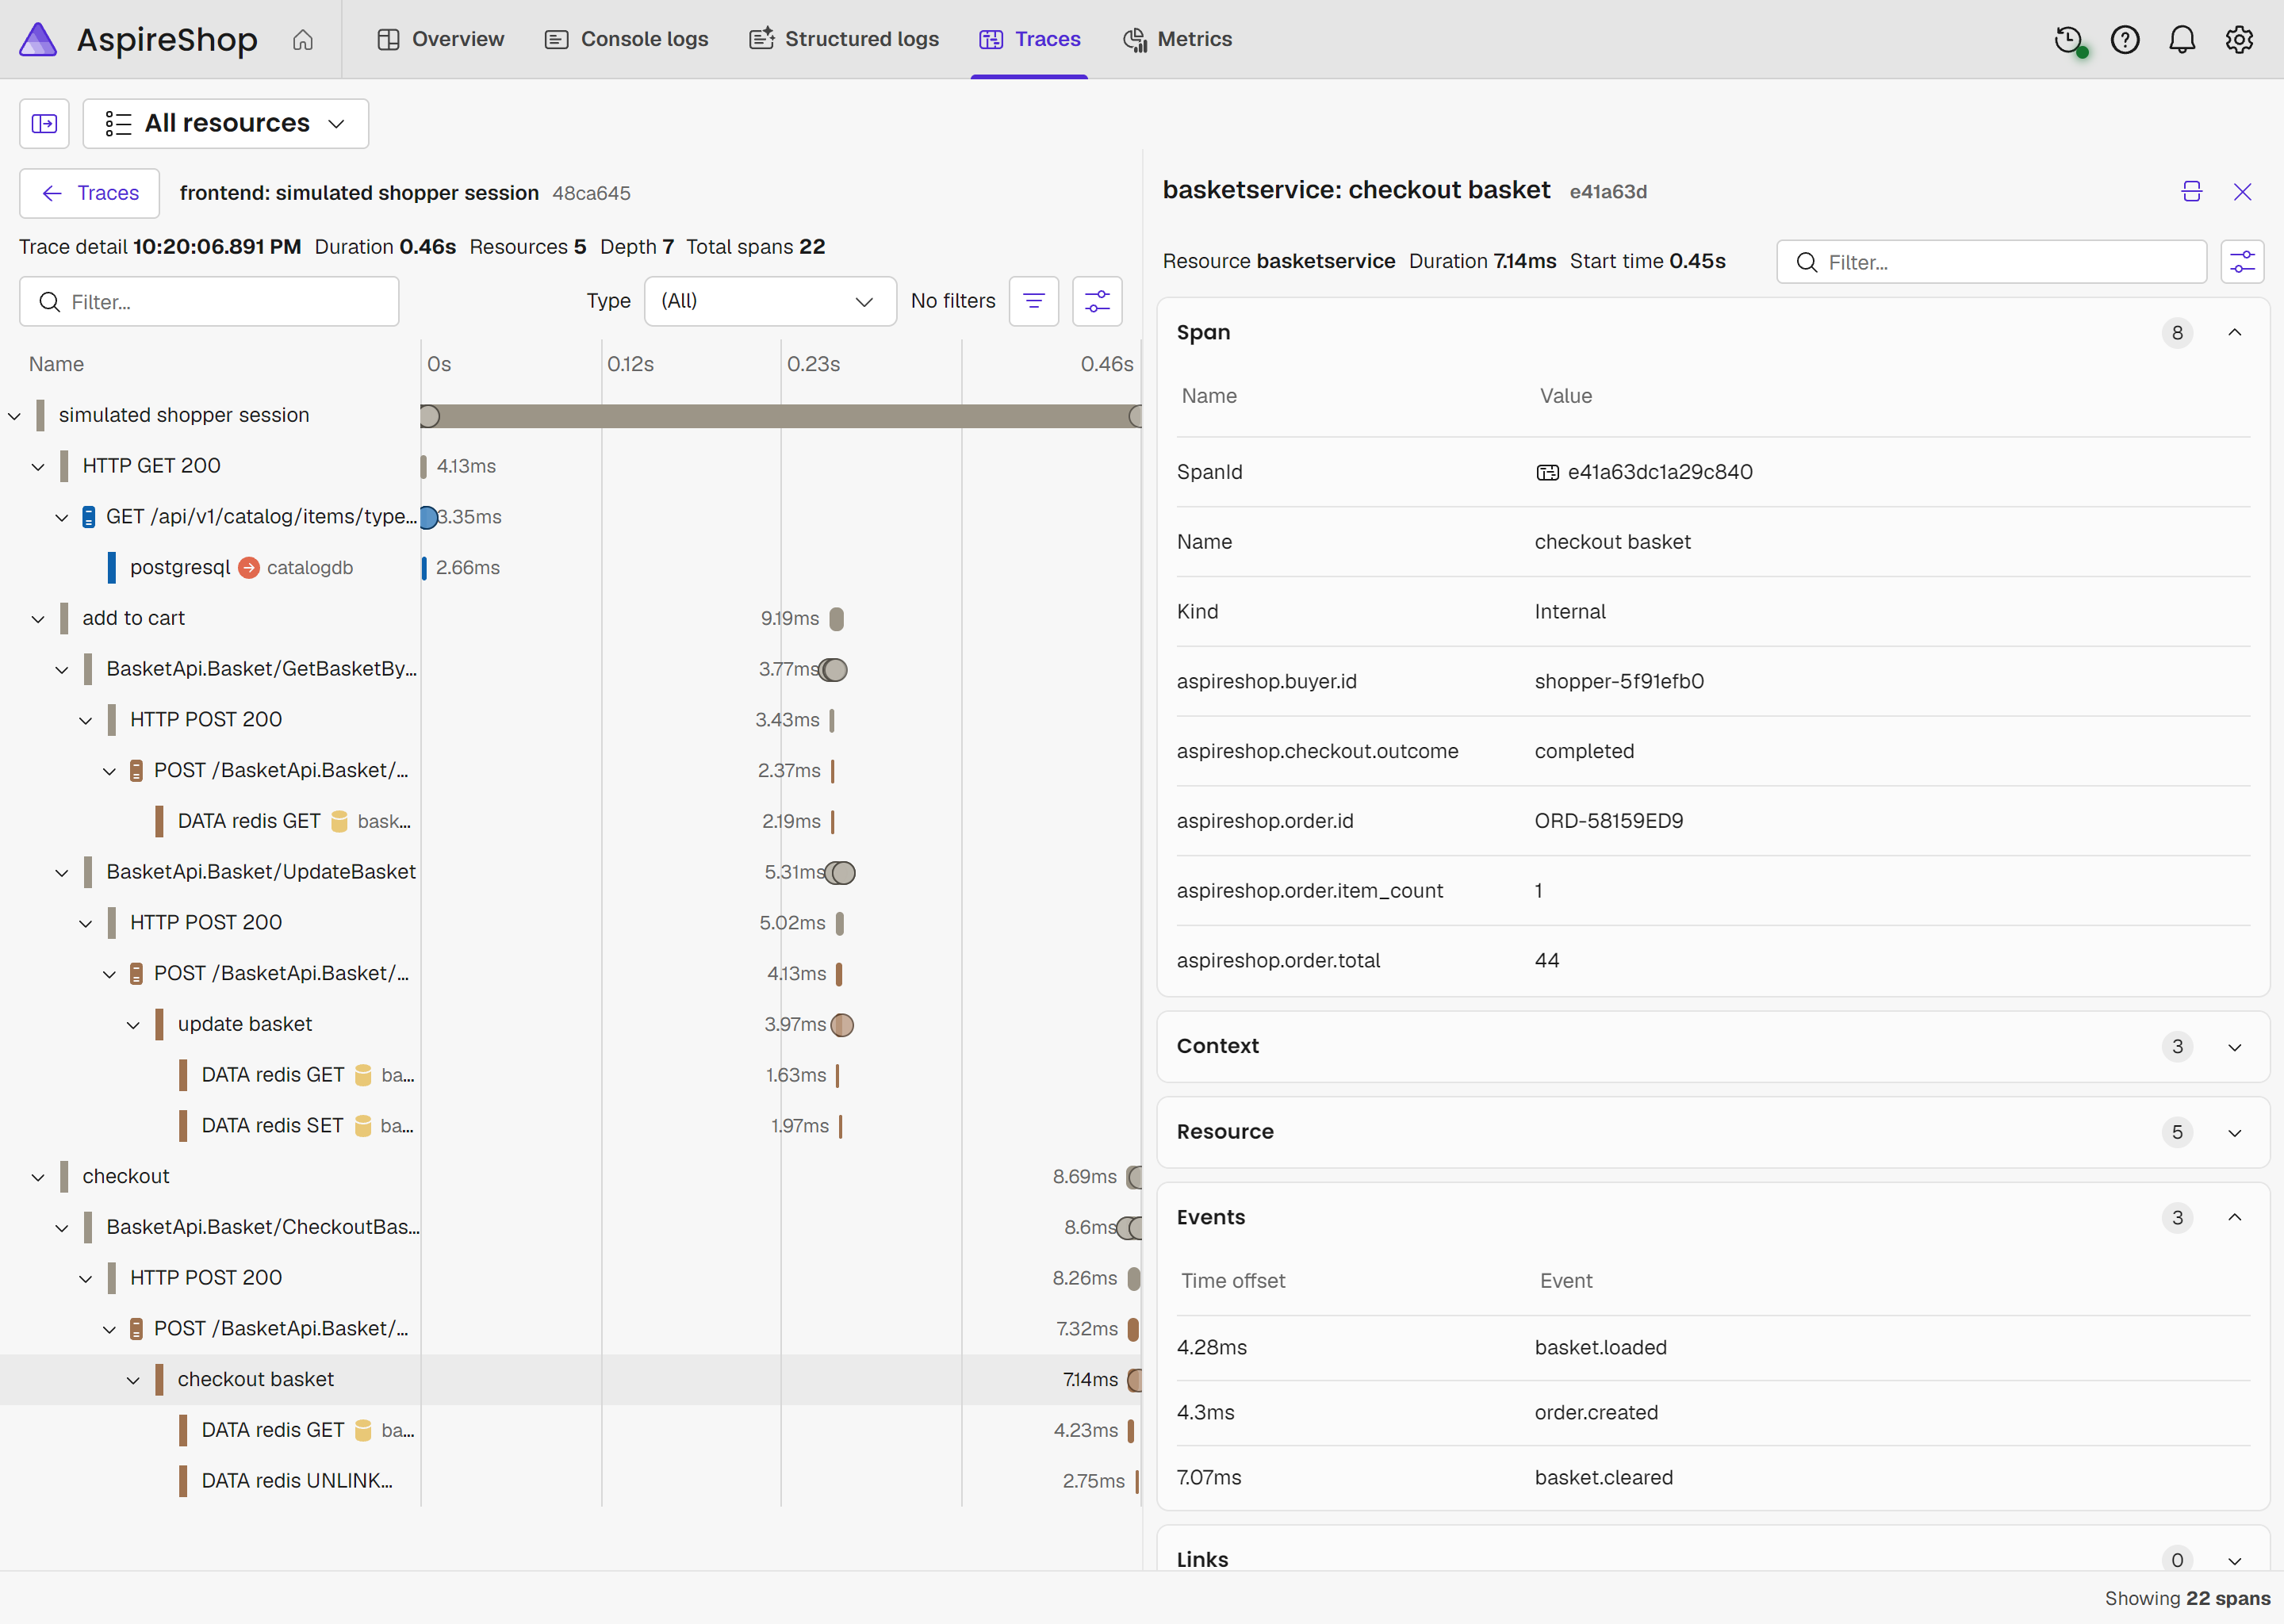 AspireShop
Overview
Console logs
Structured logs
Traces
Metrics
All resources
Traces
frontend: simulated shopper session 48ca645
Trace detail 10:20:06.891 PM Duration 0.46s Resources 5 Depth 7 Total spans 22
Filter...
Type
(All)
No filters
Name
0s
0.12s
0.23s
0.46s
simulated shopper session
HTTP GET 200
4.13ms
GET /api/v1/catalog/items/type...
3.35ms
postgresql catalogdb
2.66ms
add to cart
9.19ms
BasketApi.Basket/GetBasketBy...
3.77ms
HTTP POST 200
3.43ms
POST /BasketApi.Basket/...
2.37ms
DATA redis GET bask...
2.19ms
BasketApi.Basket/UpdateBasket
5.31ms
HTTP POST 200
5.02ms
POST /BasketApi.Basket/...
4.13ms
update basket
3.97ms
DATA redis GET ba...
1.63ms
DATA redis SET ba...
1.97ms
checkout
8.69ms
BasketApi.Basket/CheckoutBas...
8.6ms
HTTP POST 200
8.26ms
POST /BasketApi.Basket/...
7.32ms
checkout basket
7.14ms
DATA redis GET ba...
4.23ms
DATA redis UNLINK...
2.75ms
basketservice: checkout basket e41a63d
Resource basketservice Duration 7.14ms Start time 0.45s
Filter...
Span
8
Name
Value
SpanId
e41a63dc1a29c840
Name
checkout basket
Kind
Internal
aspireshop.buyer.id
shopper-5f91efb0
aspireshop.checkout.outcome
completed
aspireshop.order.id
ORD-58159ED9
aspireshop.order.item_count
1
aspireshop.order.total
44
Context
3
Resource
5
Events
3
Time offset
Event
4.28ms
basket.loaded
4.3ms
order.created
7.07ms
basket.cleared
Links
0
Showing 22 spans